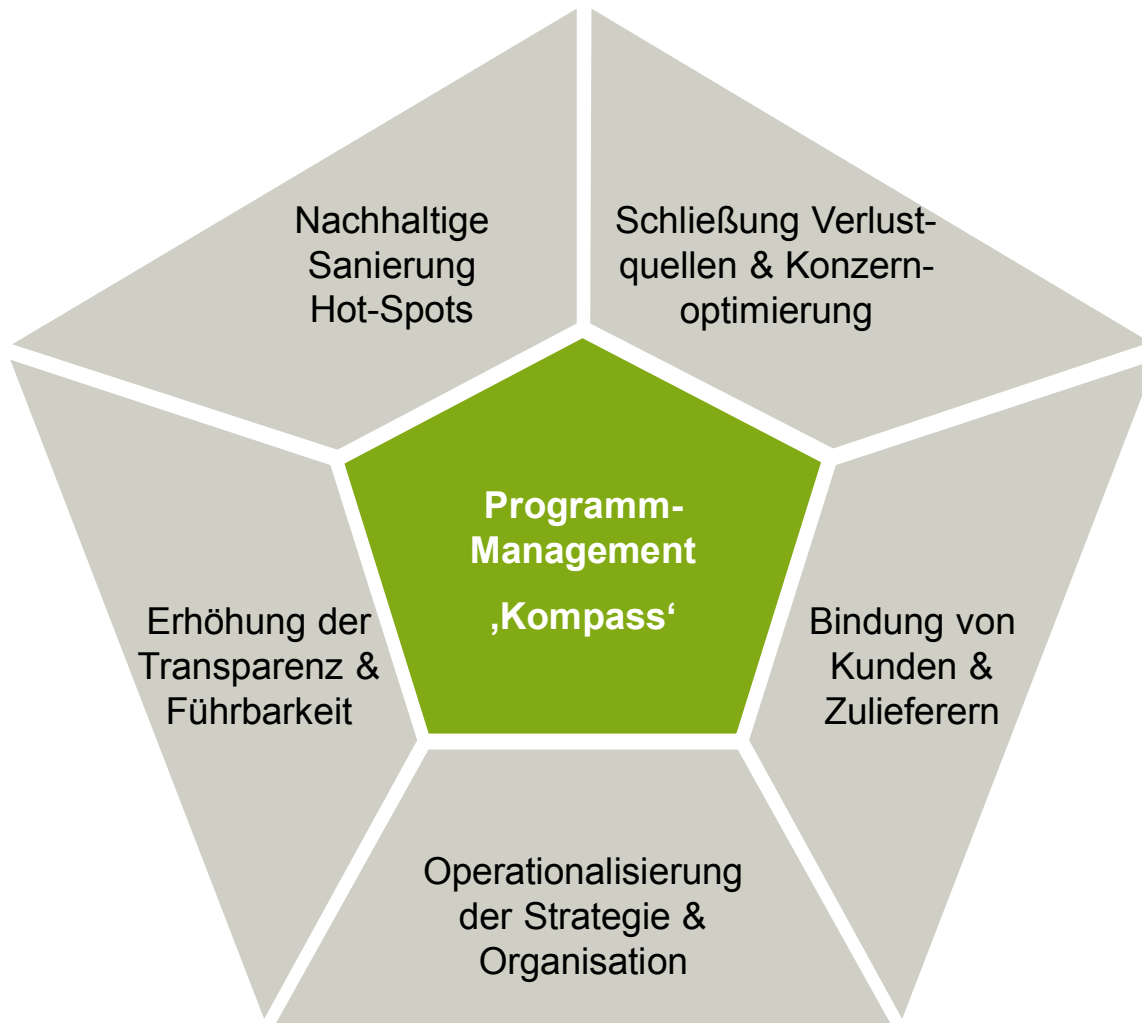 Nachhaltige
Sanierung
Hot-Spots
Schließung Verlust-
quellen & Konzern-
optimierung
Programm-
Management
‚Kompass‘
Erhöhung der
Transparenz &
Führbarkeit
Bindung von
Kunden &
Zulieferern
Operationalisierung
der Strategie &
Organisation